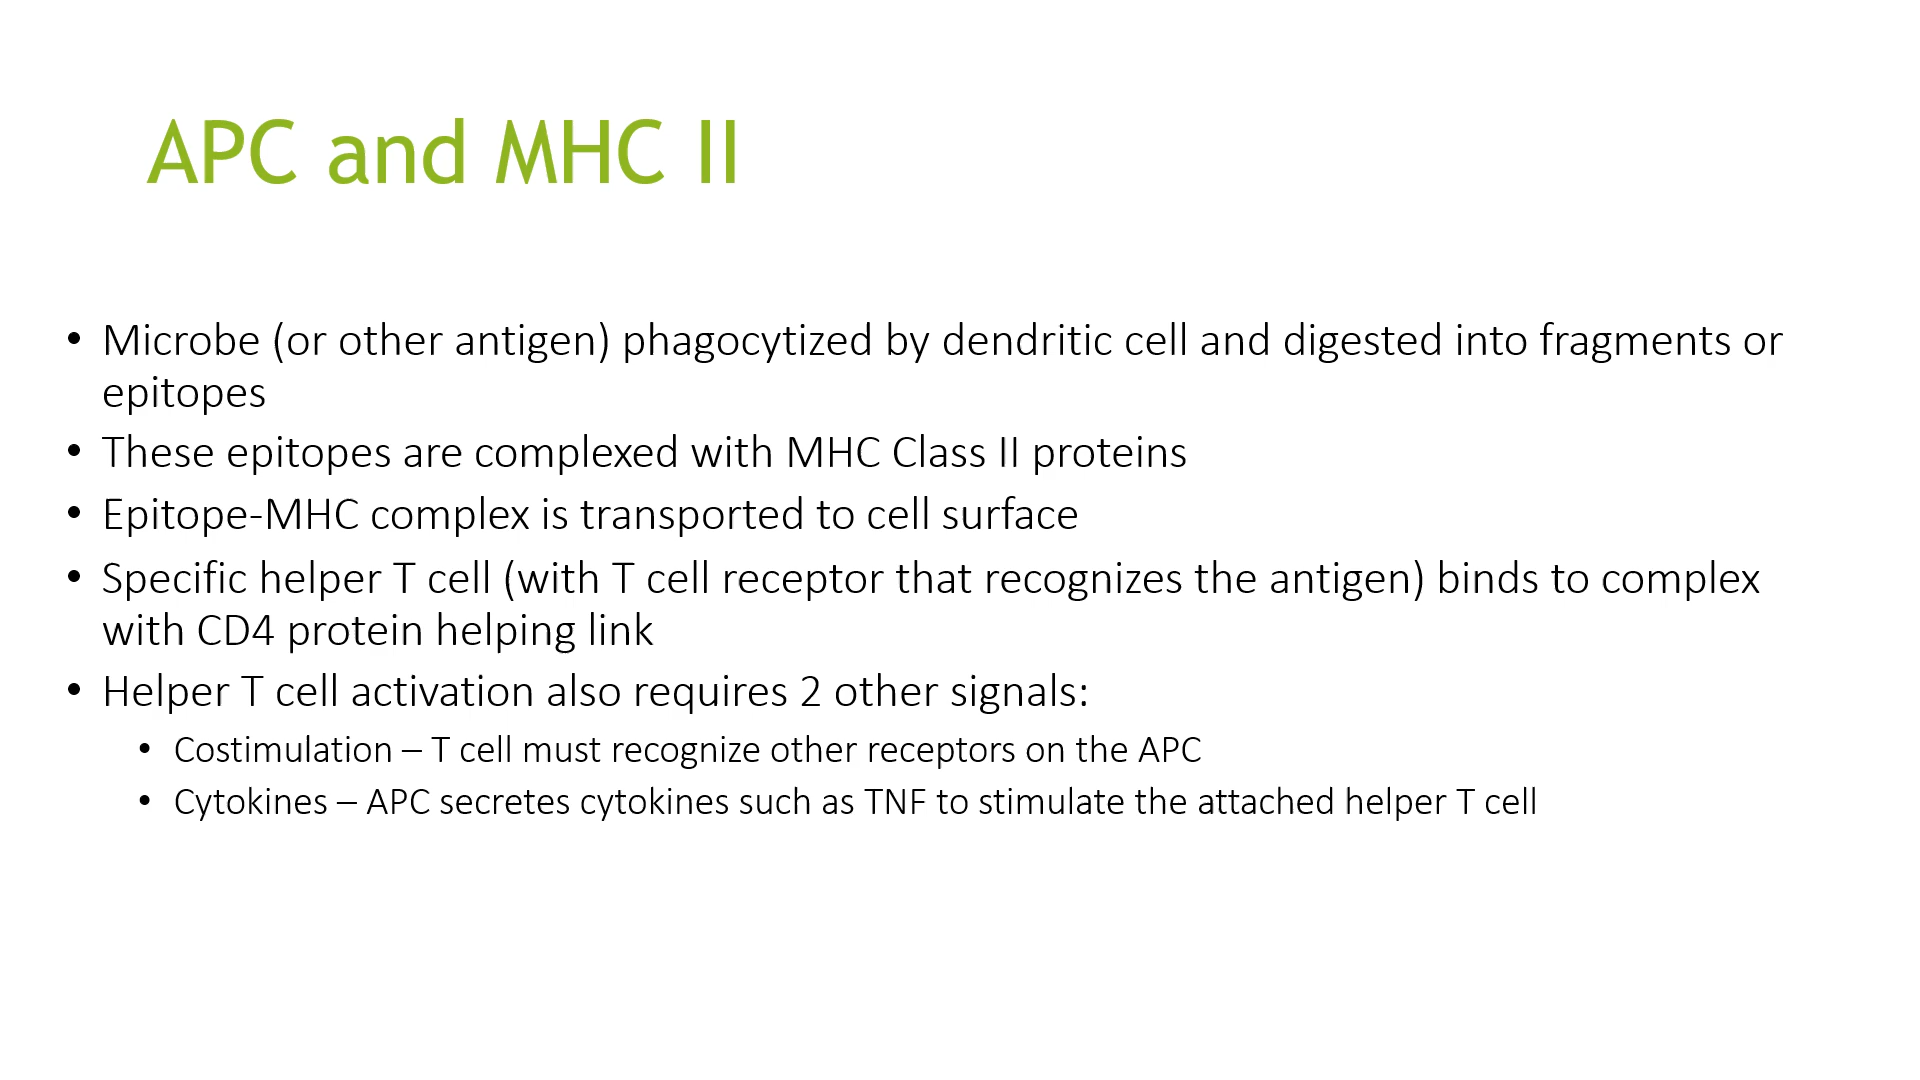 APC and MHC II
• Microbe (or other antigen) phagocytized by dendritic cell and digested into fragments or
epitopes
• These epitopes are complexed with MHC Class II proteins
• Epitope-MHC complex is transported to cell surface
• Specific helper T cell (with T cell receptor that recognizes the antigen) binds to complex
with CD4 protein helping link
• Helper T cell activation also requires 2 other signals:
• Costimulation – T cell must recognize other receptors on the APC
• Cytokines – APC secretes cytokines such as TNF to stimulate the attached helper T cell